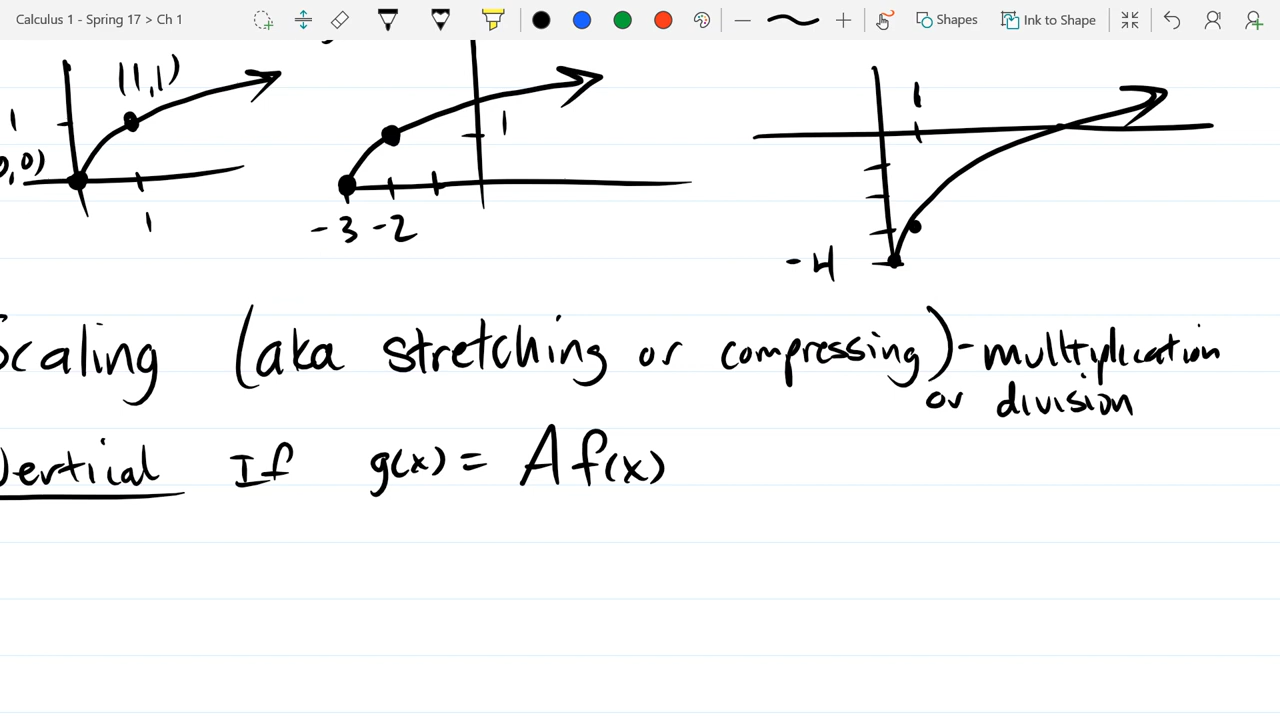 Calculus 1 - Spring 17 > Ch 1
Shapes
Ink to Shape
(1,1)
1
0,0)
1
-3 -2
1
1
-4
Scaling (aka stretching or compressing) - multiplication
or division
Vertical If g(x) = A f(x)